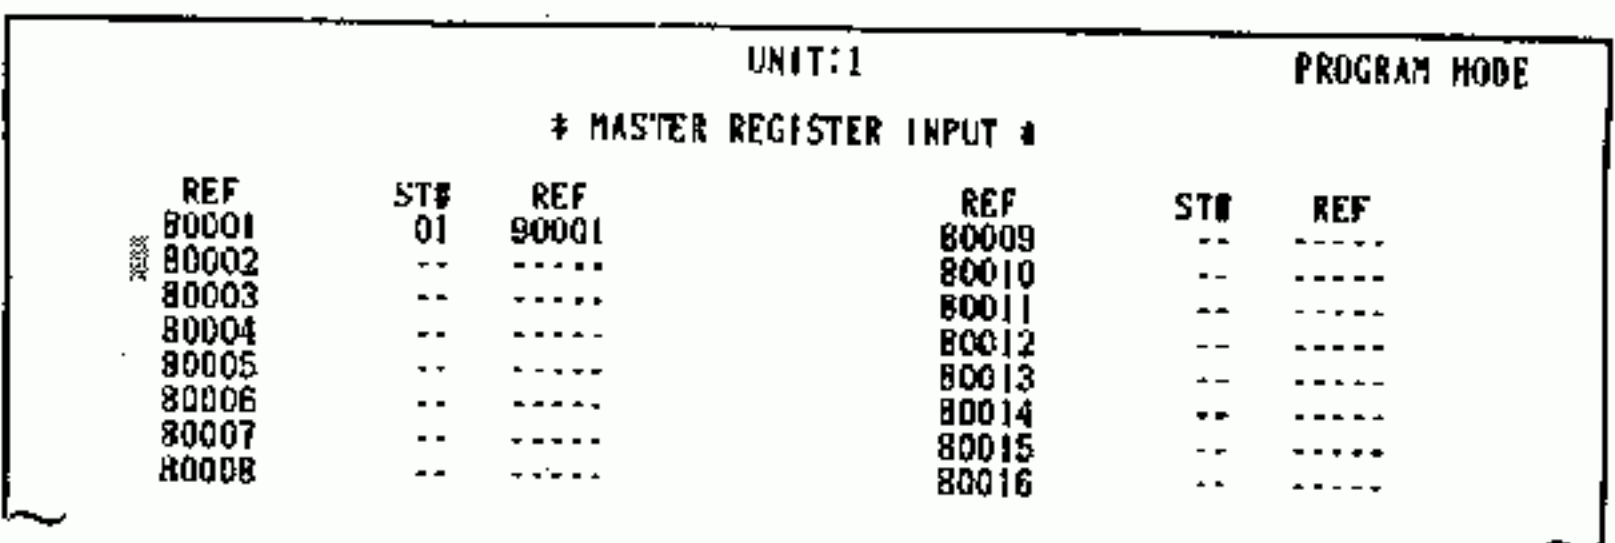 UNIT:1
PROGRAM MODE
* MASTER REGISTER INPUT *
REF ST# REF REF ST# REF
80001 01 90001 80009 -- -----
80002 -- ----- 80010 -- -----
80003 -- ----- 80011 -- -----
80004 -- ----- 80012 -- -----
80005 -- ----- 80013 -- -----
80006 -- ----- 80014 -- -----
80007 -- ----- 80015 -- -----
80008 -- ----- 80016 -- -----